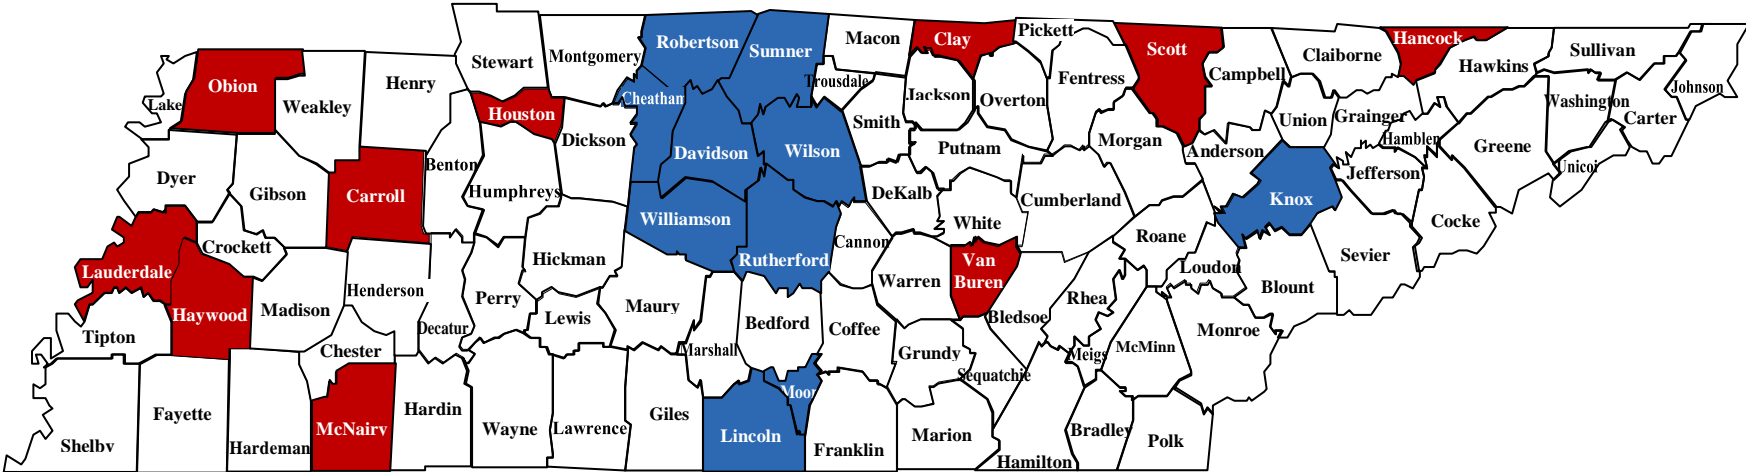 Lake
Obion
Weakley
Henry
Stewart
Montgomery
Robertson
Sumner
Macon
Trousdale
Clay
Pickett
Scott
Campbell
Claiborne
Hancock
Hawkins
Sullivan
Johnson
Dyer
Gibson
Carroll
Benton
Houston
Humphreys
Dickson
Cheatham
Davidson
Wilson
Smith
Jackson
Overton
Fentress
Putnam
Morgan
Anderson
Union
Grainger
Hamblen
Jefferson
Greene
Washington
Unicoi
Carter
Lauderdale
Crockett
Haywood
Madison
Henderson
Decatur
Perry
Hickman
Lewis
Williamson
Maury
Rutherford
Cannon
DeKalb
White
Warren
Van
Buren
Cumberland
Bledsoe
Rhea
Roane
Loudon
Knox
Blount
Sevier
Cocke
Tipton
Chester
Marshall
Bedford
Coffee
Grundy
Sequatchie
Meigs
McMinn
Monroe
Shelby
Fayette
Hardeman
McNairy
Hardin
Wayne
Lawrence
Giles
Lincoln
Moor
Franklin
Marion
Hamilton
Bradley
Polk